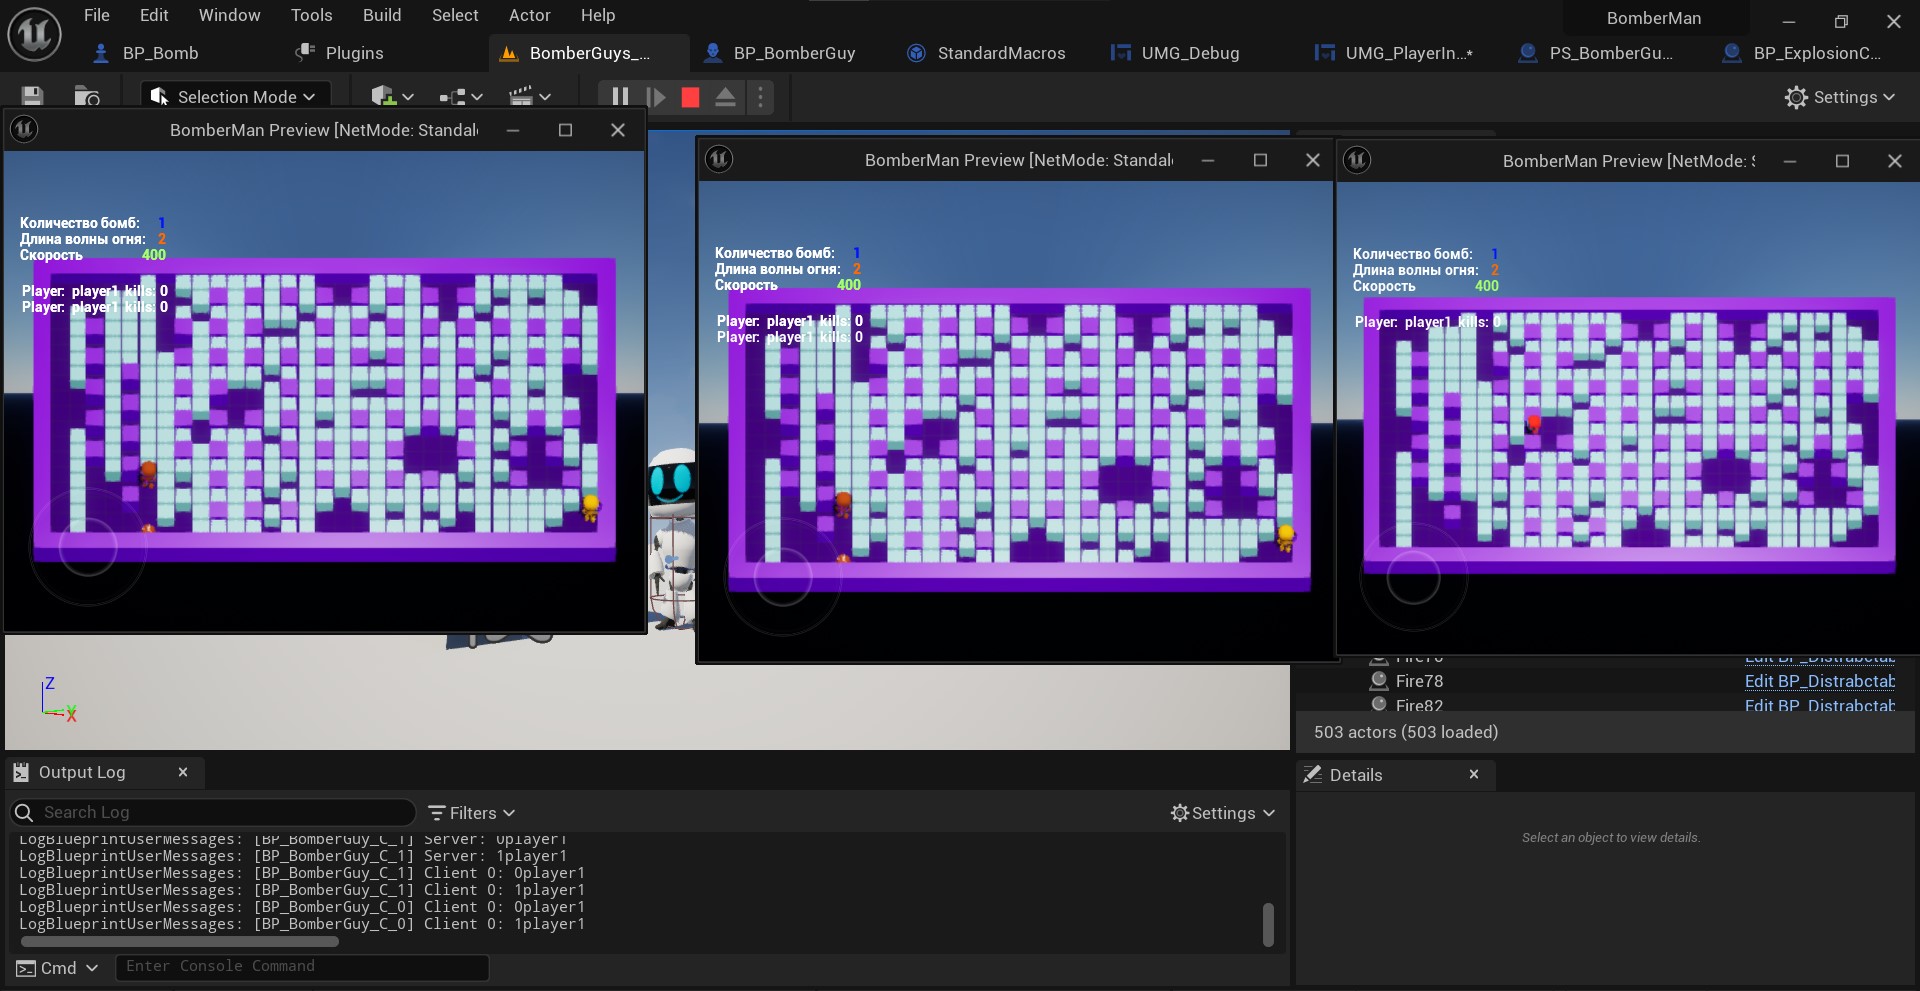 File Edit Window Tools Build Select Actor Help
BomberMan
BP_Bomb
Plugins
BomberGuys_...
BP_BomberGuy
StandardMacros
UMG_Debug
UMG_PlayerIn...*
PS_BomberGu...
BP_ExplosionC...
Selection Mode
Settings
BomberMan Preview [NetMode: Standal
Количество бомб: 1
Длина волны огня: 2
Скорость 400
Player: player1 kills: 0
Player: player1 kills: 0
BomberMan Preview [NetMode: Standal
Количество бомб: 1
Длина волны огня: 2
Скорость 400
Player: player1 kills: 0
Player: player1 kills: 0
BomberMan Preview [NetMode:
Количество бомб: 1
Длина волны огня: 2
Скорость 400
Player: player1 kills: 0
Z
Y
X
Fire78 Edit BP_Distrabctab
Fire82 Edit BP_Distrabctab
503 actors (503 loaded)
Output Log
Search Log
Filters
Settings
LogBlueprintUserMessages: [BP_BomberGuy_C_1] Server: 0player1
LogBlueprintUserMessages: [BP_BomberGuy_C_1] Server: 1player1
LogBlueprintUserMessages: [BP_BomberGuy_C_1] Client 0: 0player1
LogBlueprintUserMessages: [BP_BomberGuy_C_1] Client 0: 1player1
LogBlueprintUserMessages: [BP_BomberGuy_C_0] Client 0: 0player1
LogBlueprintUserMessages: [BP_BomberGuy_C_0] Client 0: 1player1
Cmd
Enter Console Command
Details
Select an object to view details.